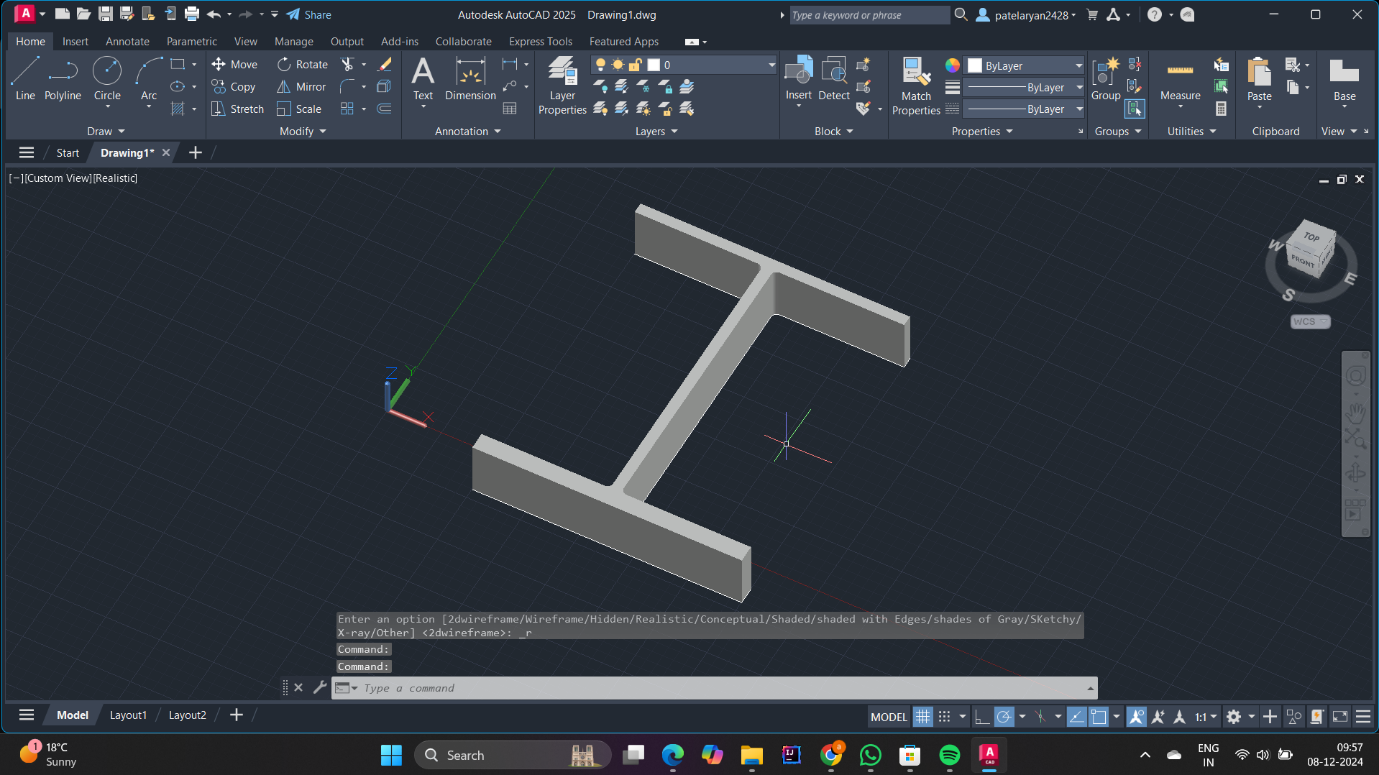 A CAD Share Autodesk AutoCAD 2025 Drawing1.dwg Type a keyword or phrase patelaryan2428 ?
Home Insert Annotate Parametric View Manage Output Add-ins Collaborate Express Tools Featured Apps
Line Polyline Circle Arc
Move Rotate
Copy Mirror
Stretch Scale
Text Dimension
Layer Properties
0
Insert Detect
Match Properties
ByLayer
ByLayer
ByLayer
Group
Measure
Paste
Base
Draw Modify Annotation Layers Block Properties Groups Utilities Clipboard View
Start Drawing1* +
[−][Custom View][Realistic]
TOP
FRONT
W
E
S
WCS
Z
Y
X
Enter an option [2dwireframe/Wireframe/Hidden/Realistic/Conceptual/Shaded/shaded with Edges/shades of Gray/SKetchy/
X-ray/Other] <2dwireframe>: _r
Command:
Command:
Type a command
Model Layout1 Layout2 + MODEL 1:1
1
18°C
Sunny
Search
IJ
A
CAD
ENG
IN
09:57
08-12-2024